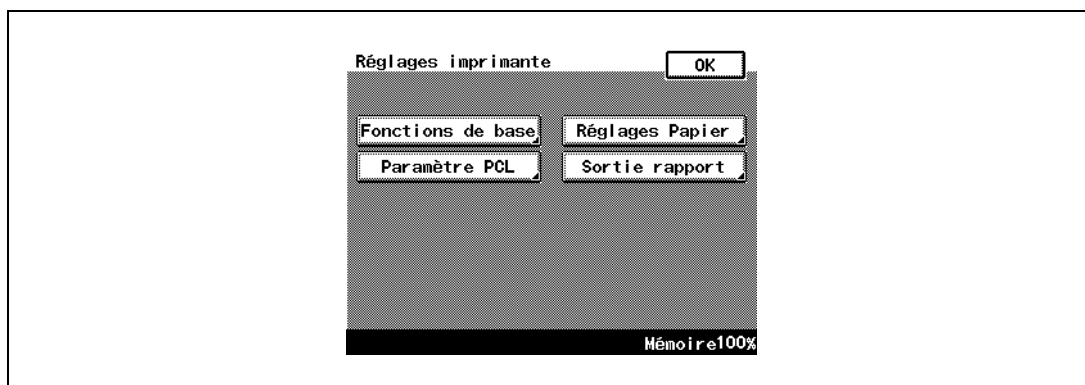 Réglages imprimante
OK
Fonctions de base
Réglages Papier
Paramètre PCL
Sortie rapport
Mémoire100%